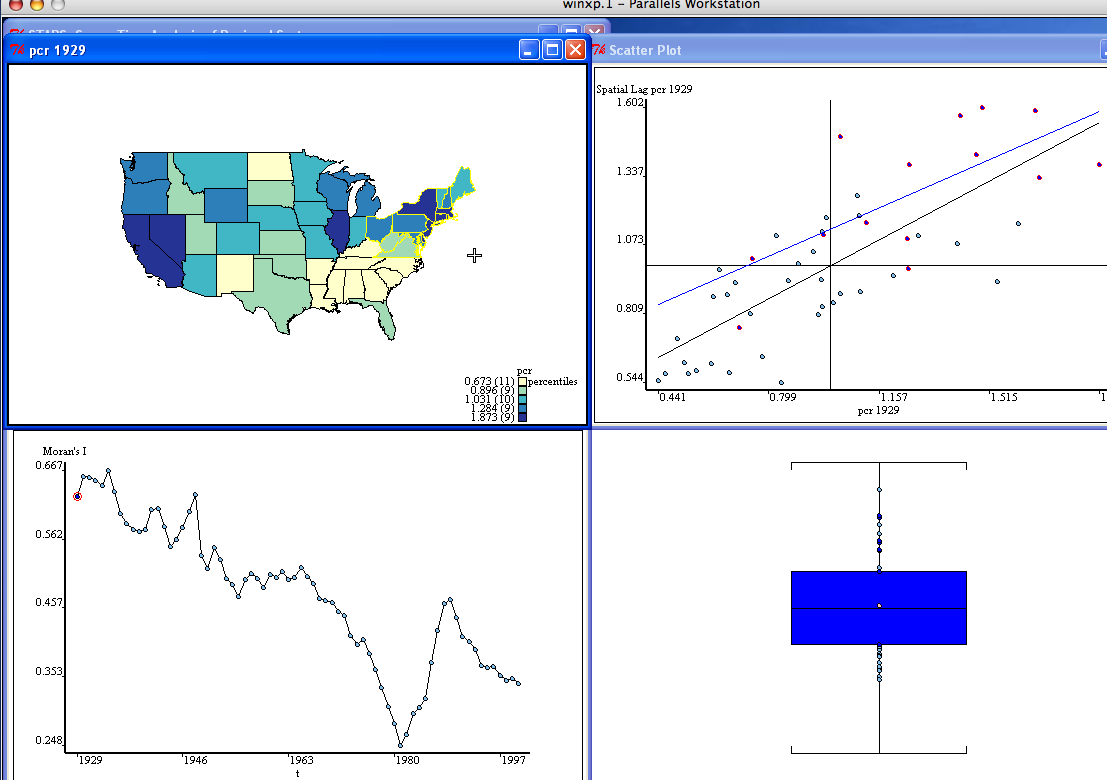 winxp.1 – Parallels Workstation
pcr 1929
Scatter Plot
pcr
0.673 (11) percentiles
0.896 (9)
1.031 (10)
1.284 (9)
1.873 (9)
Spatial Lag pcr 1929
1.602
1.337
1.073
0.809
0.544
0.441 0.799 1.157 1.515
pcr 1929
Moran's I
0.667
0.562
0.457
0.353
0.248
1929 1946 1963 1980 1997
t